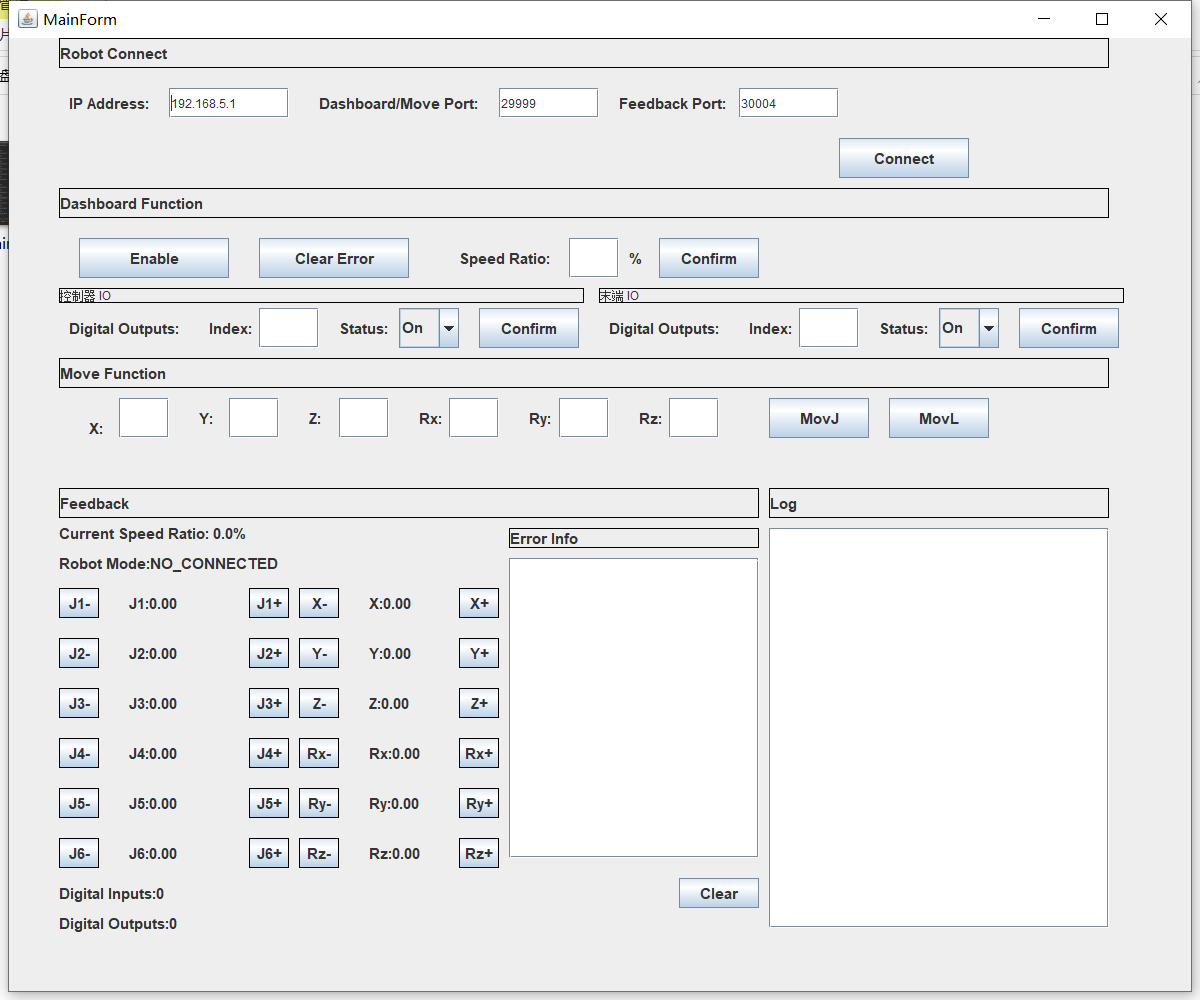 MainForm
Robot Connect
IP Address: 192.168.5.1 Dashboard/Move Port: 29999 Feedback Port: 30004
Connect
Dashboard Function
Enable Clear Error Speed Ratio: % Confirm
控制器 IO 末端 IO
Digital Outputs: Index: Status: On Confirm Digital Outputs: Index: Status: On Confirm
Move Function
X: Y: Z: Rx: Ry: Rz: MovJ MovL
Feedback Log
Current Speed Ratio: 0.0%
Error Info
Robot Mode:NO_CONNECTED
J1- J1:0.00 J1+ X- X:0.00 X+
J2- J2:0.00 J2+ Y- Y:0.00 Y+
J3- J3:0.00 J3+ Z- Z:0.00 Z+
J4- J4:0.00 J4+ Rx- Rx:0.00 Rx+
J5- J5:0.00 J5+ Ry- Ry:0.00 Ry+
J6- J6:0.00 J6+ Rz- Rz:0.00 Rz+
Digital Inputs:0 Clear
Digital Outputs:0